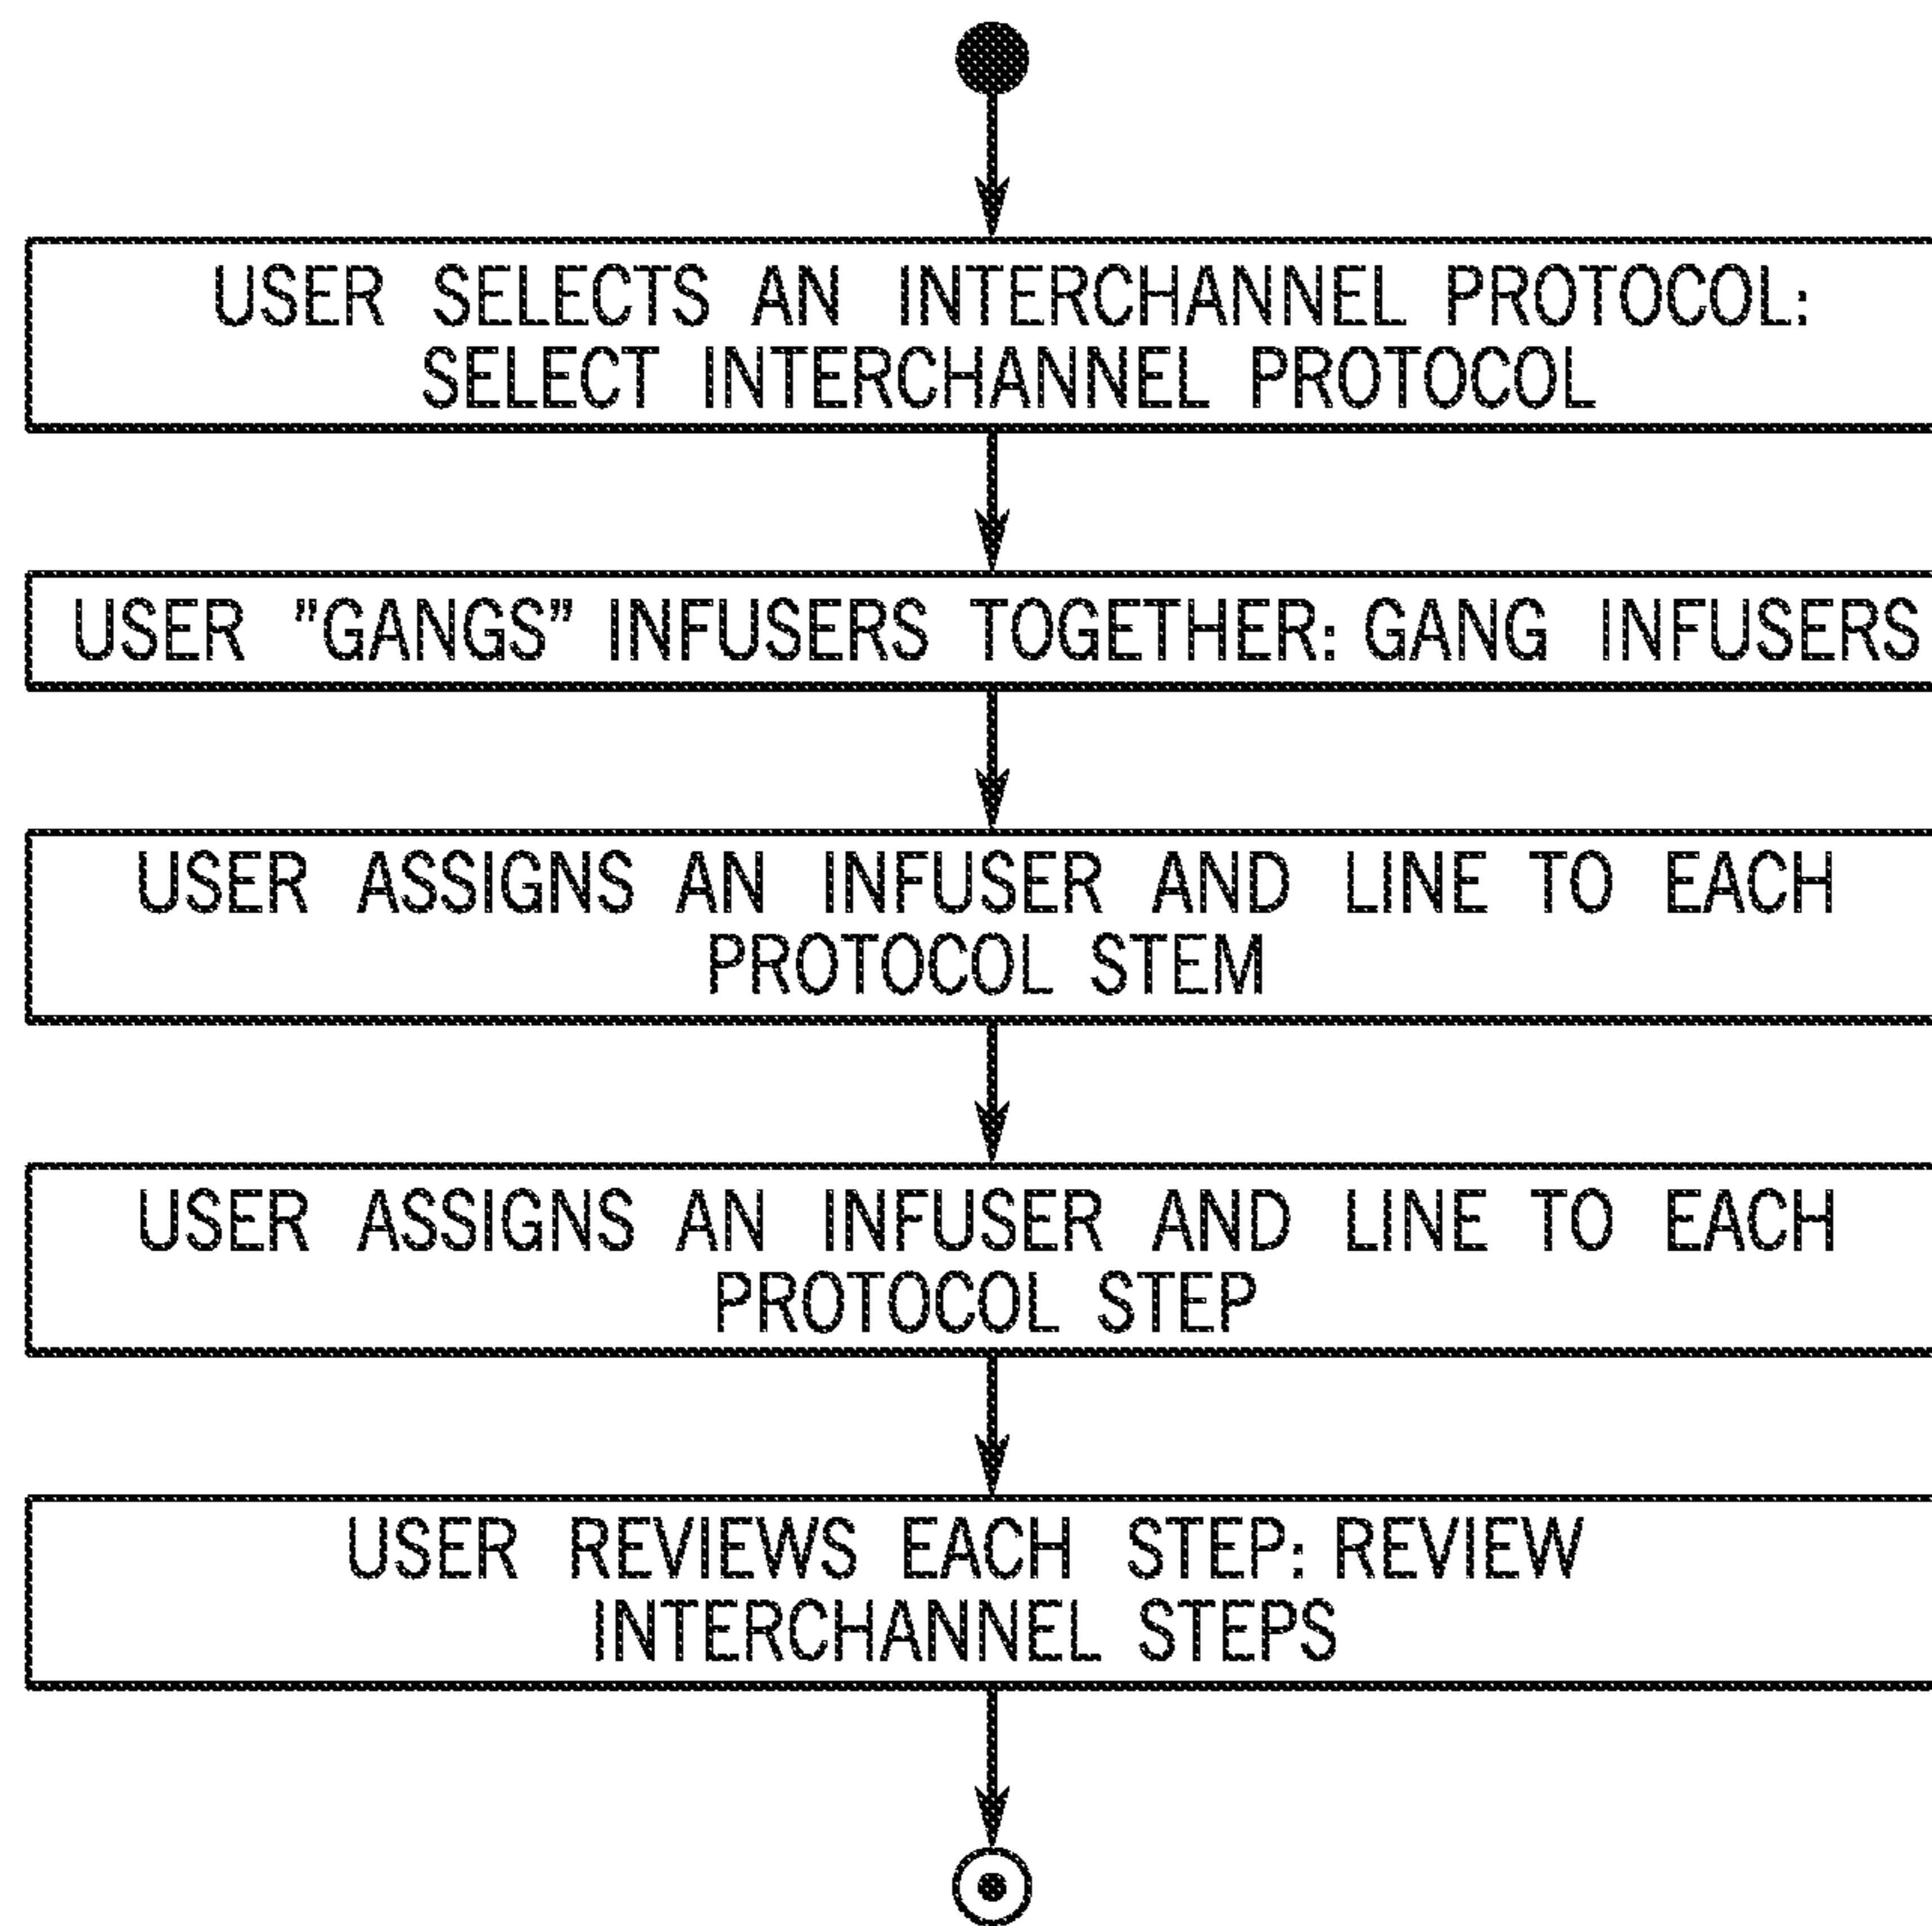 USER SELECTS AN INTERCHANNEL PROTOCOL:
SELECT INTERCHANNEL PROTOCOL
USER "GANGS" INFUSERS TOGETHER: GANG INFUSERS
USER ASSIGNS AN INFUSER AND LINE TO EACH
PROTOCOL STEM
USER ASSIGNS AN INFUSER AND LINE TO EACH
PROTOCOL STEP
USER REVIEWS EACH STEP: REVIEW
INTERCHANNEL STEPS